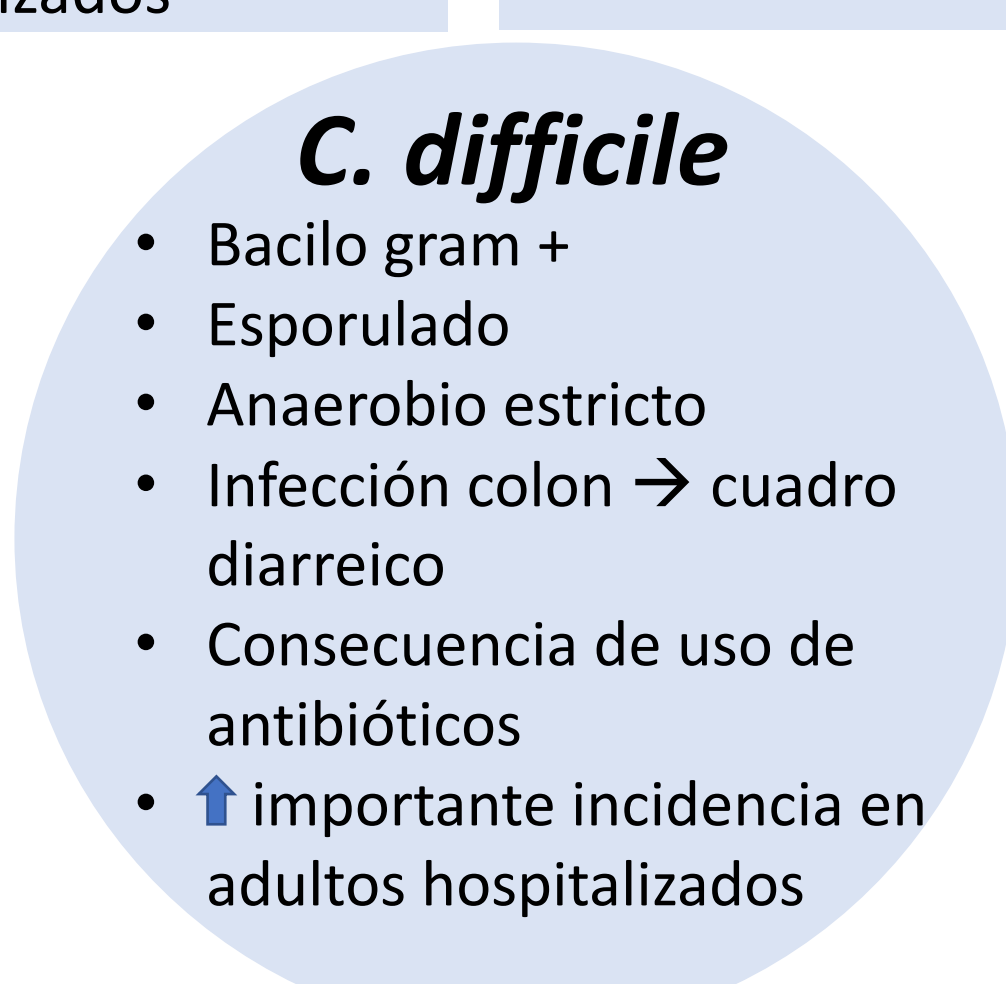 C. difficile
• Bacilo gram +
• Esporulado
• Anaerobio estricto
• Infección colon → cuadro
diarreico
• Consecuencia de uso de
antibióticos
• ⬆ importante incidencia en
adultos hospitalizados